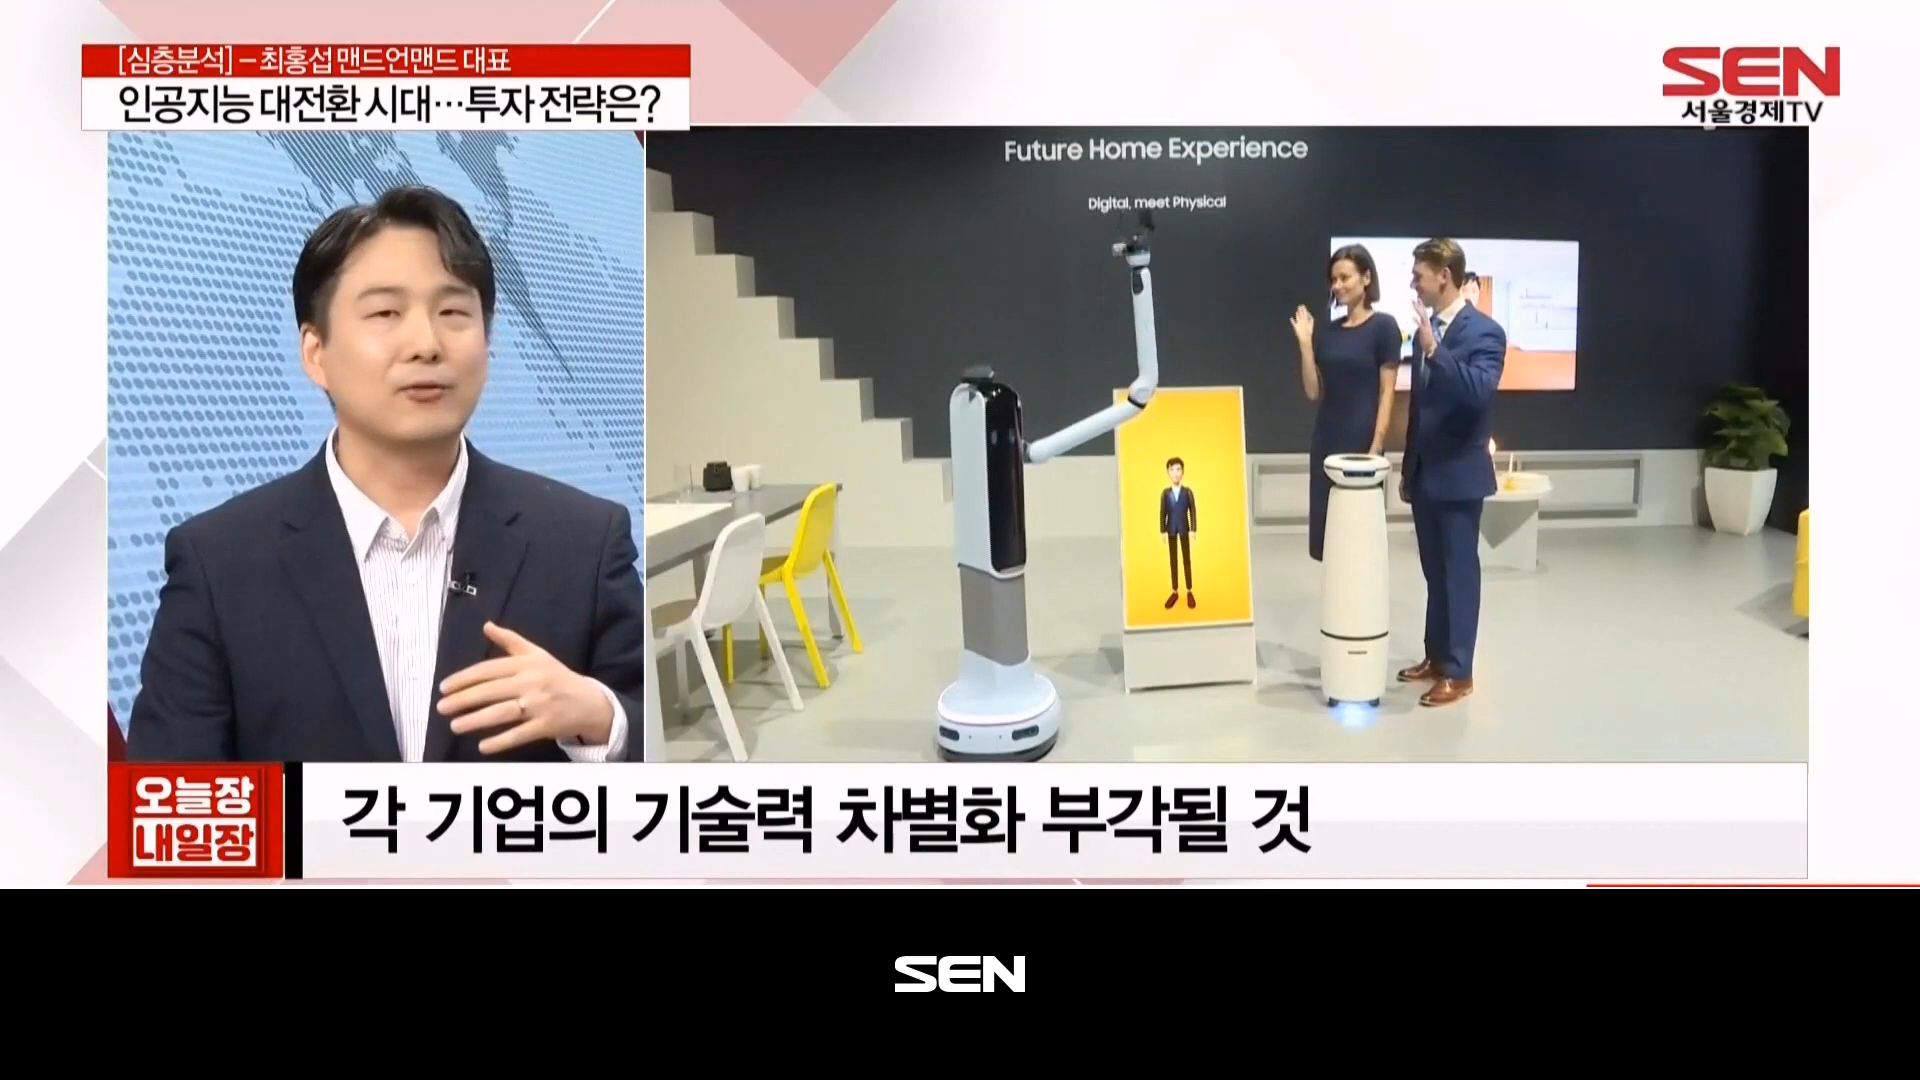 [심층분석] – 최홍섭 맨드언맨드 대표
인공지능 대전환 시대…투자 전략은?
SEN
서울경제TV
Future Home Experience
Digital, meet Physical
오늘장
내일장
각 기업의 기술력 차별화 부각될 것
SEN